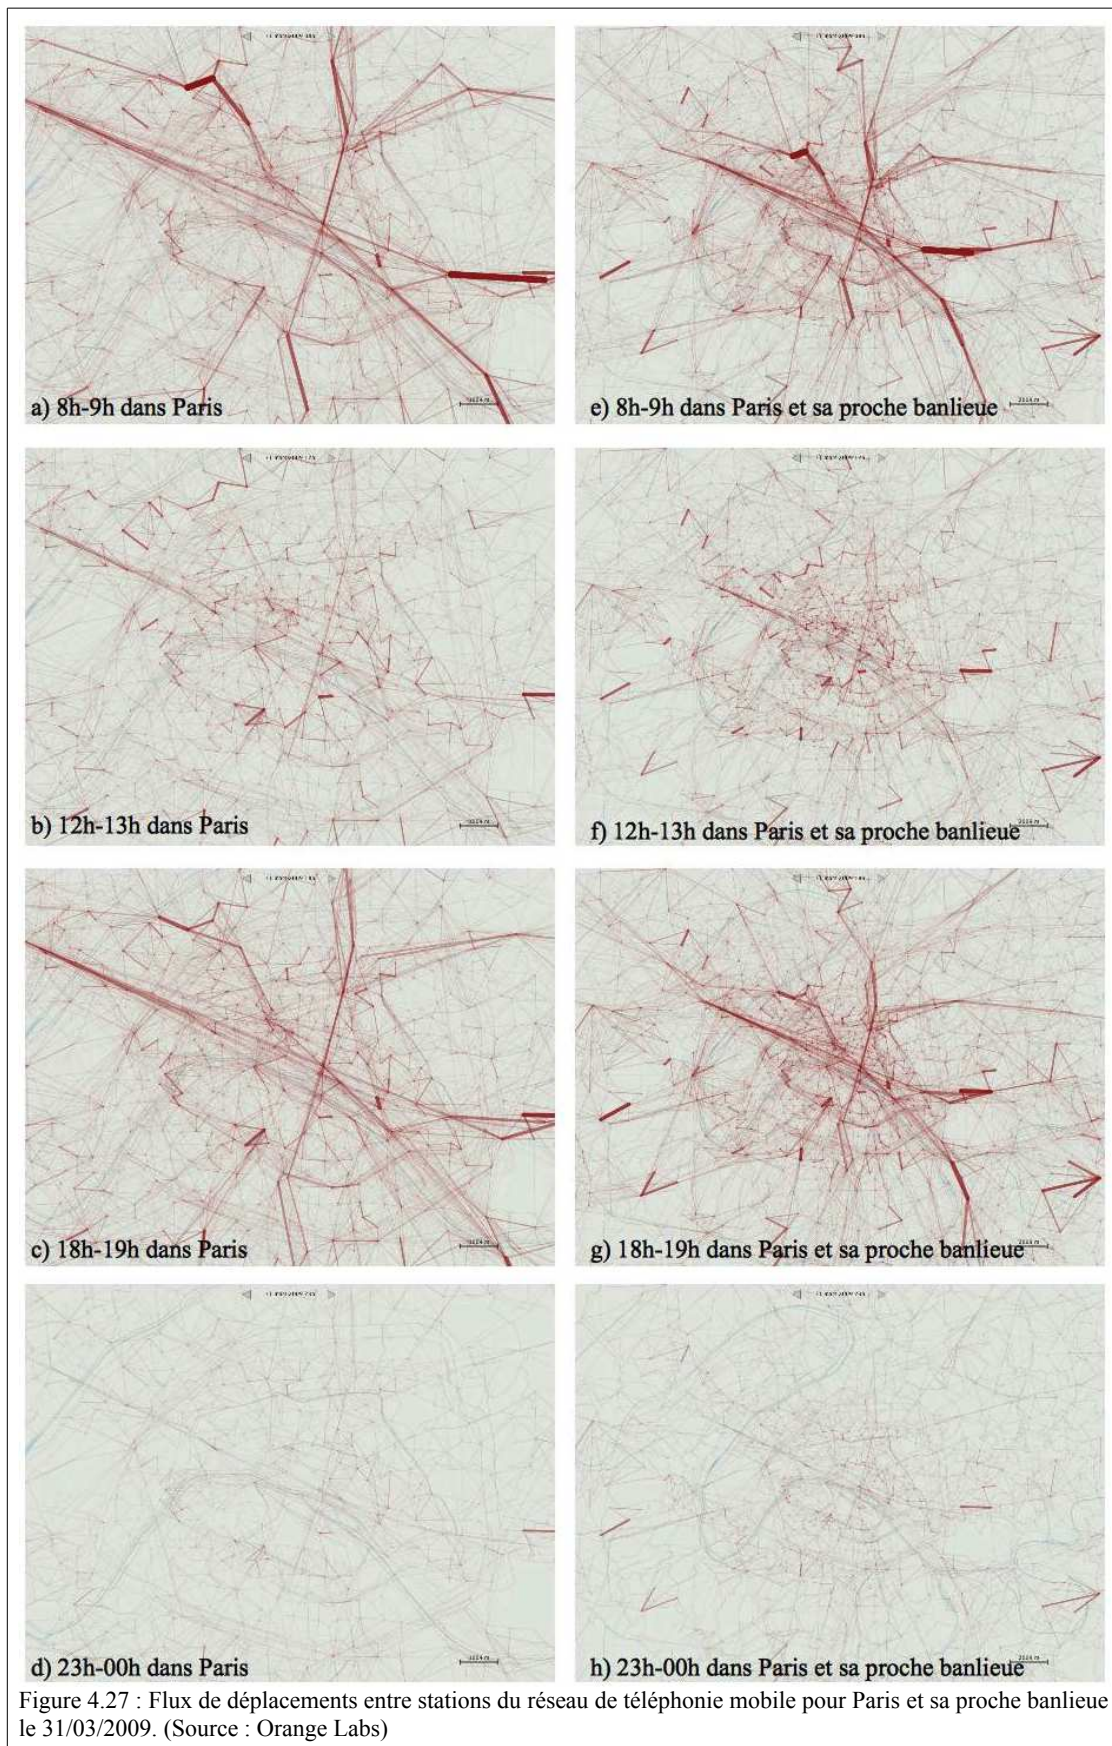 a) 8h-9h dans Paris
e) 8h-9h dans Paris et sa proche banlieue
b) 12h-13h dans Paris
f) 12h-13h dans Paris et sa proche banlieue
c) 18h-19h dans Paris
g) 18h-19h dans Paris et sa proche banlieue
d) 23h-00h dans Paris
h) 23h-00h dans Paris et sa proche banlieue
Figure 4.27 : Flux de déplacements entre stations du réseau de téléphonie mobile pour Paris et sa proche banlieue
le 31/03/2009. (Source : Orange Labs)